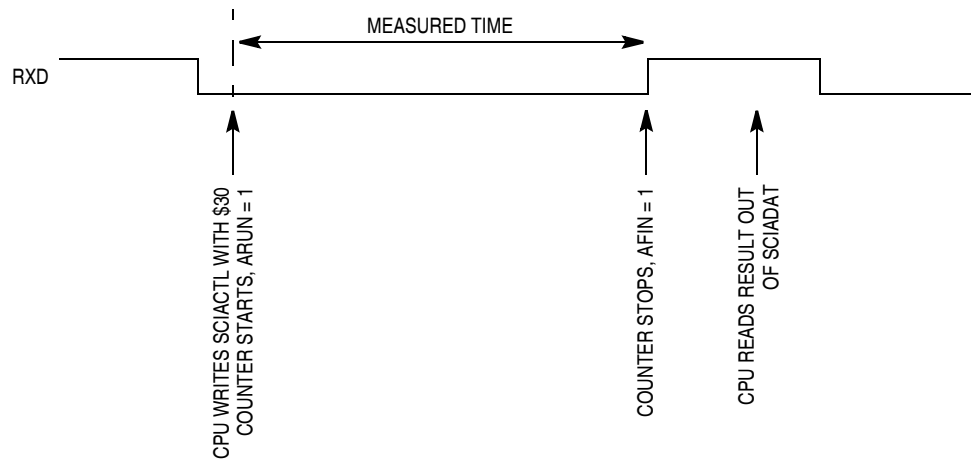 MEASURED TIME
RXD
CPU WRITES SCIACTL WITH $30
COUNTER STARTS, ARUN = 1
COUNTER STOPS, AFIN = 1
CPU READS RESULT OUT
OF SCIADAT